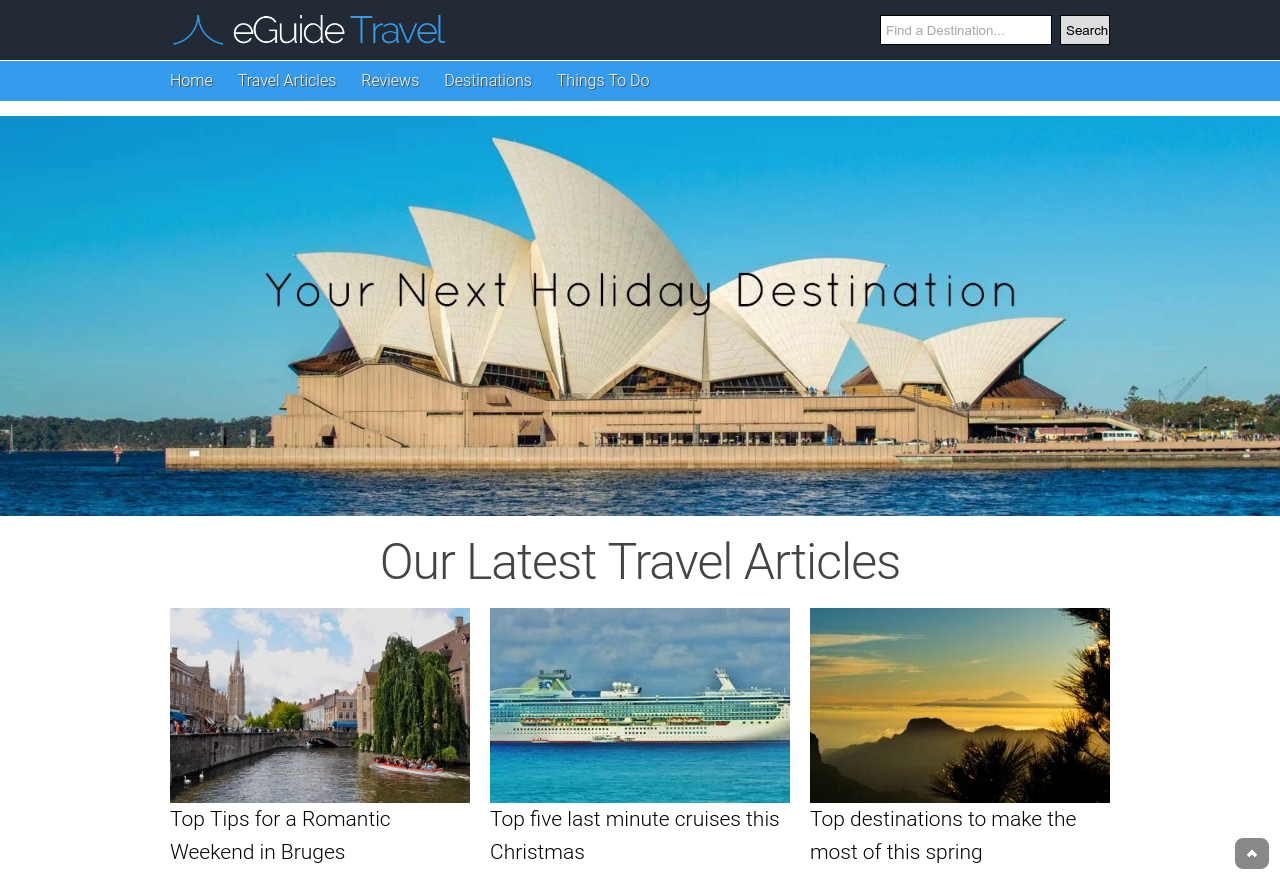 eGuide Travel
Find a Destination...
Search
Home
Travel Articles
Reviews
Destinations
Things To Do
Your Next Holiday Destination
Our Latest Travel Articles
Top Tips for a Romantic
Weekend in Bruges
Top five last minute cruises this
Christmas
Top destinations to make the
most of this spring